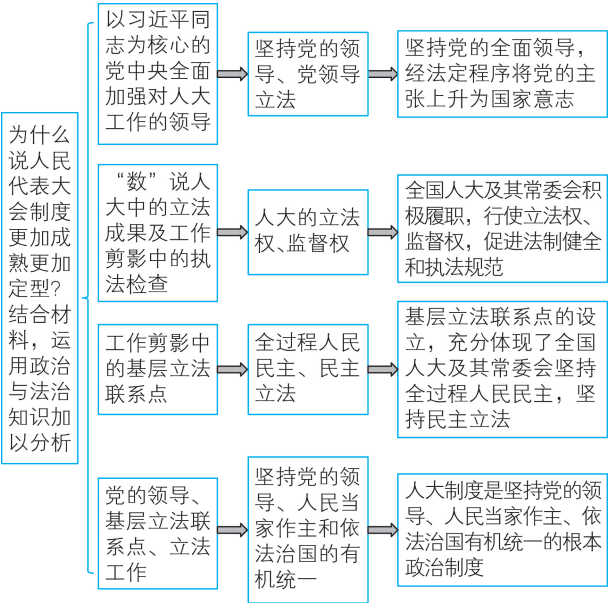 为什么
说人民
代表大
会制度
更加成
熟更加
定型?
结合材
料，运
用政治
与法治
知识加
以分析
以习近平同
志为核心的
党中央全面
加强对人大
工作的领导
坚持党的领
导、党领导
立法
坚持党的全面领导，
经法定程序将党的主
张上升为国家意志
“数”说人
大中的立法
成果及工作
剪影中的执
法检查
人大的立法
权、监督权
全国人大及其常委会积
极履职，行使立法权、
监督权，促进法制健全
和执法规范
工作剪影中
的基层立法
联系点
全过程人民
民主、民主
立法
基层立法联系点的设
立，充分体现了全国
人大及其常委会坚持
全过程人民民主，坚
持民主立法
党的领导、
基层立法联
系点、立法
工作
坚持党的领
导、人民当
家作主和依
法治国的有
机统一
人大制度是坚持党的领
导、人民当家作主、依
法治国有机统一的根本
政治制度